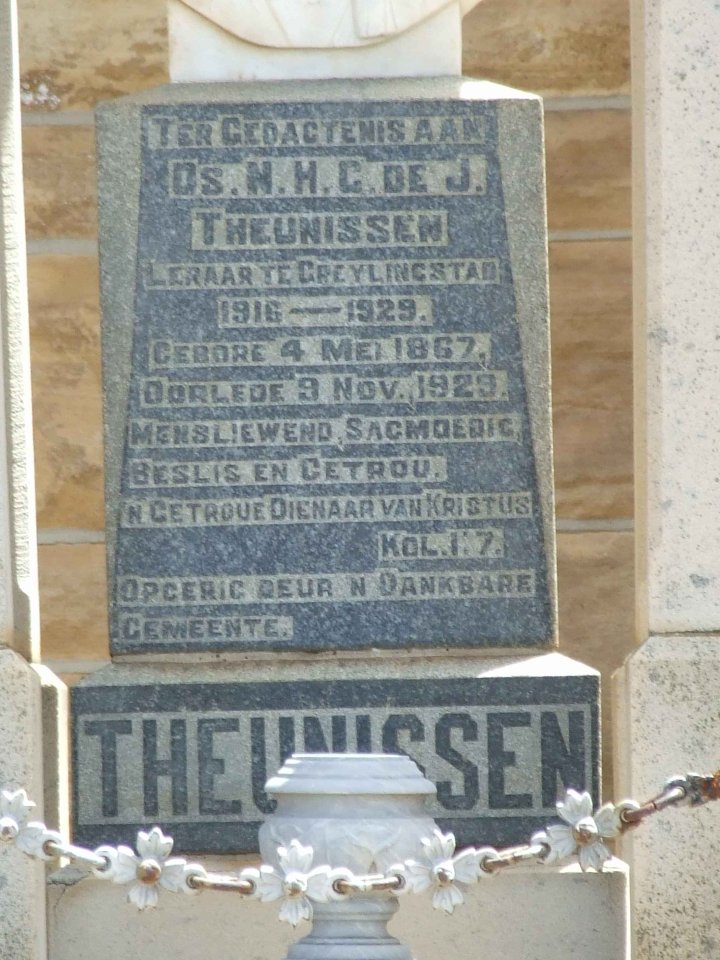 TER GEDACTENIS AAN
DS. N. H. C. DE J.
THEUNISSEN
LERAAR TE GREYLINGSTAD
1916 — 1929.
GEBORE 4 MEI 1867.
OORLEDE 3 NOV. 1929.
MENSLIEWEND, SAGMOEDIG,
BESLIS EN GETROU.
'N GETROUE DIENAAR VAN KRISTUS
KOL. 1: 7.
OPGERIG DEUR 'N DANKBARE
GEMEENTE.
THEUNISSEN